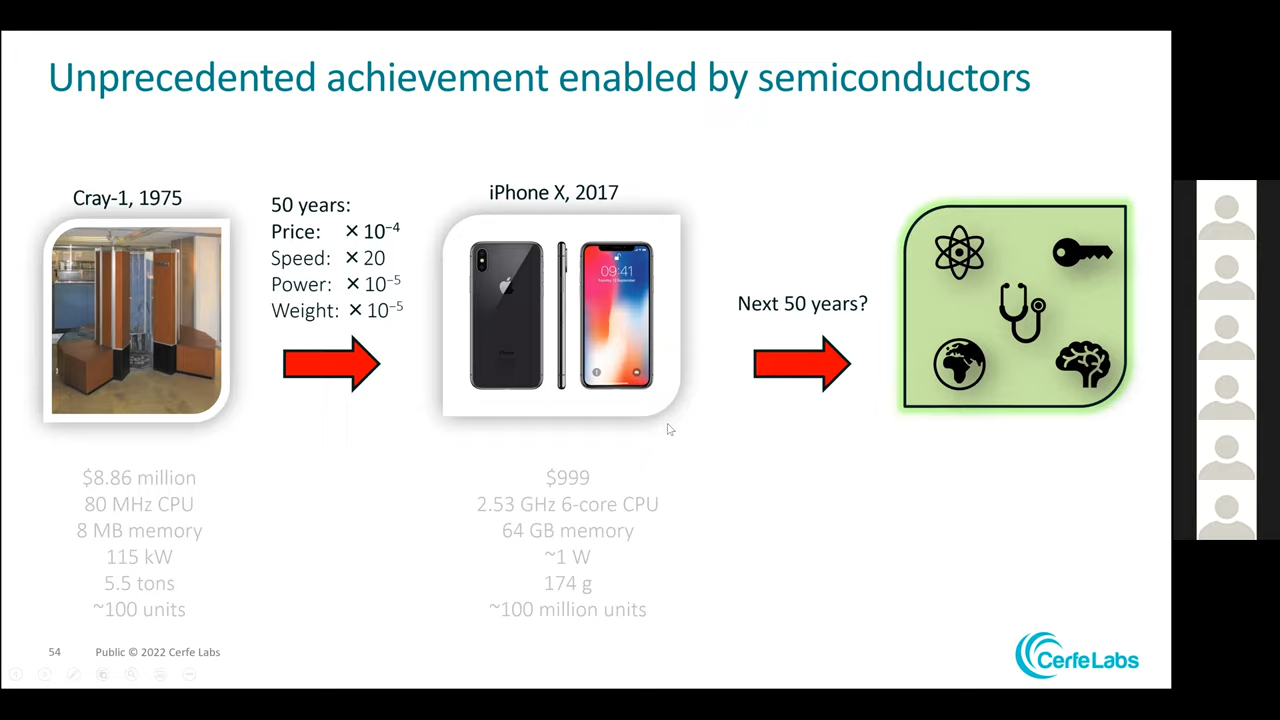 Unprecedented achievement enabled by semiconductors
Cray-1, 1975
50 years:
Price: ×10⁻⁴
Speed: ×20
Power: ×10⁻⁵
Weight: ×10⁻⁵
iPhone X, 2017
09:41
Next 50 years?
$8.86 million
80 MHz CPU
8 MB memory
115 kW
5.5 tons
~100 units
$999
2.53 GHz 6-core CPU
64 GB memory
~1 W
174 g
~100 million units
54 Public © 2022 Cerfe Labs
CerfeLabs